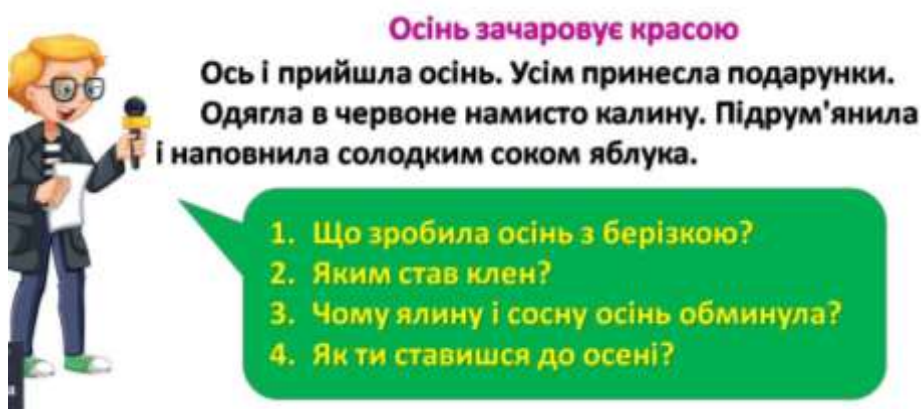 Осінь зачаровує красою
Ось і прийшла осінь. Усім принесла подарунки.
Одягла в червоне намисто калину. Підрум'янила
і наповнила солодким соком яблука.
1. Що зробила осінь з берізкою?
2. Яким став клен?
3. Чому ялину і сосну осінь обминула?
4. Як ти ставишся до осені?